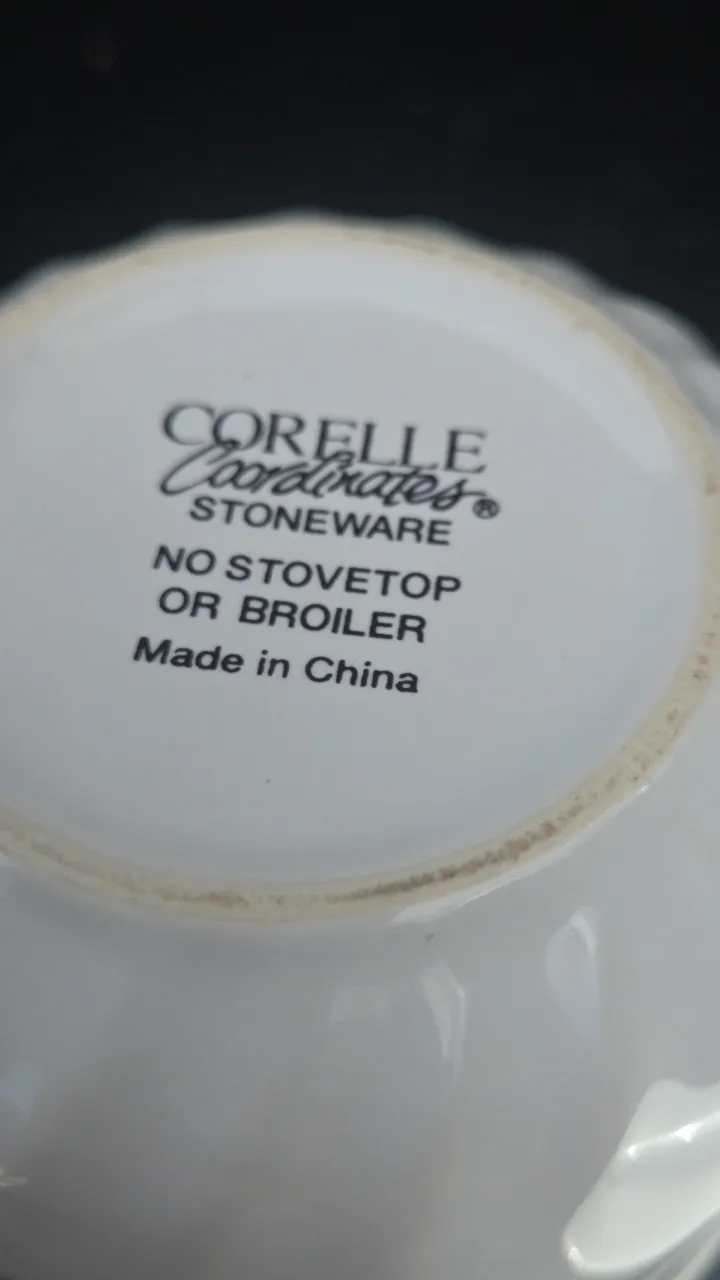 CORELLE
Coordinates®
STONEWARE
NO STOVETOP
OR BROILER
Made in China